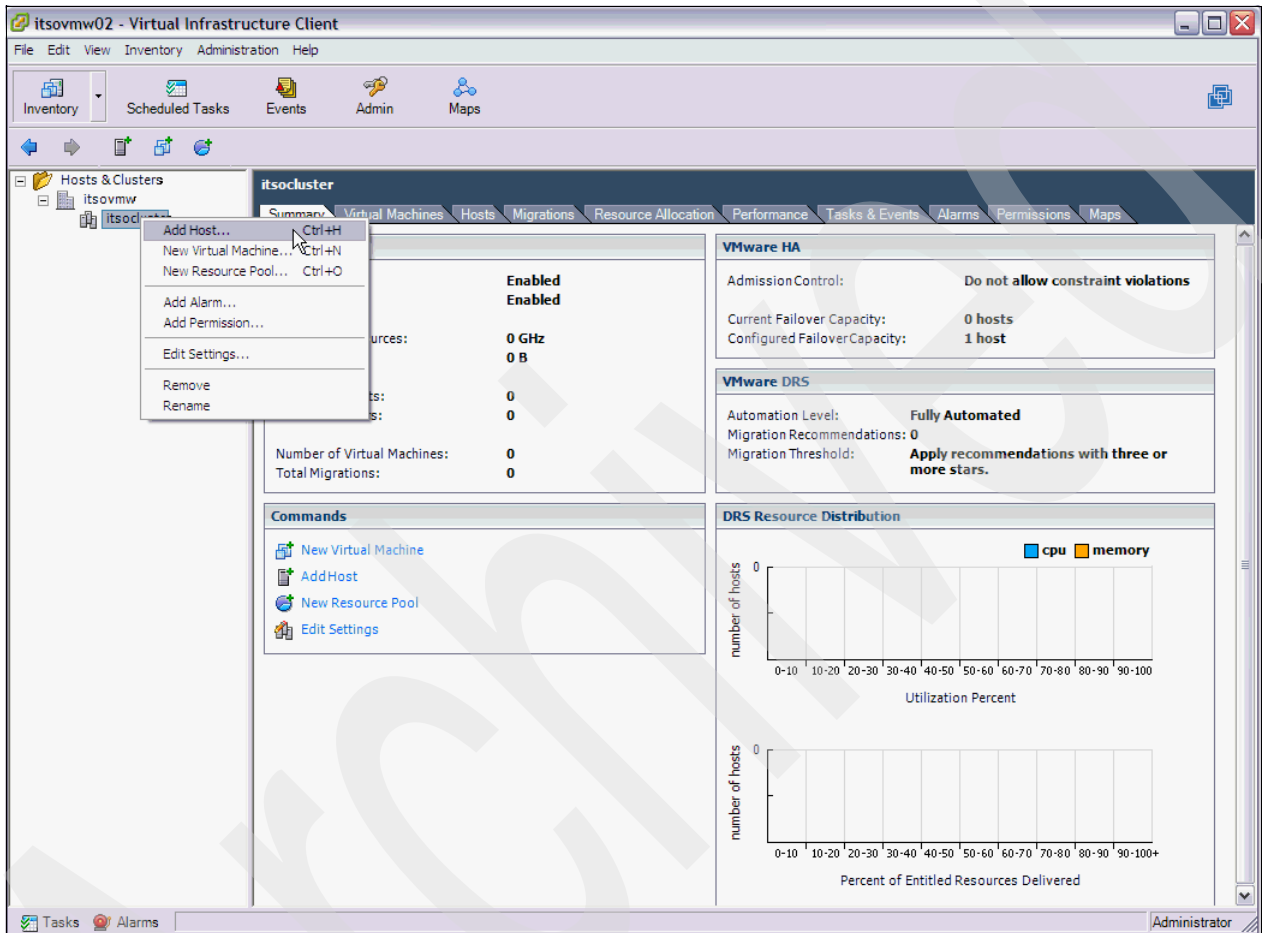 itsovmw02 - Virtual Infrastructure Client
File Edit View Inventory Administration Help
Inventory Scheduled Tasks Events Admin Maps
Hosts & Clusters
itsovmw
itsocluster
Add Host... Ctrl+H
New Virtual Machine... Ctrl+N
New Resource Pool... Ctrl+O
Add Alarm...
Add Permission...
Edit Settings...
Remove
Rename
itsocluster
Summary Virtual Machines Hosts Migrations Resource Allocation Performance Tasks & Events Alarms Permissions Maps
Enabled
Enabled
urces: 0 GHz
0 B
ts: 0
s: 0
Number of Virtual Machines: 0
Total Migrations: 0
Commands
New Virtual Machine
Add Host
New Resource Pool
Edit Settings
VMware HA
Admission Control: Do not allow constraint violations
Current Failover Capacity: 0 hosts
Configured Failover Capacity: 1 host
VMware DRS
Automation Level: Fully Automated
Migration Recommendations: 0
Migration Threshold: Apply recommendations with three or
more stars.
DRS Resource Distribution
cpu memory
number of hosts
0
0-10 10-20 20-30 30-40 40-50 50-60 60-70 70-80 80-90 90-100
Utilization Percent
number of hosts
0
0-10 10-20 20-30 30-40 40-50 50-60 60-70 70-80 80-90 90-100+
Percent of Entitled Resources Delivered
Tasks Alarms Administrator